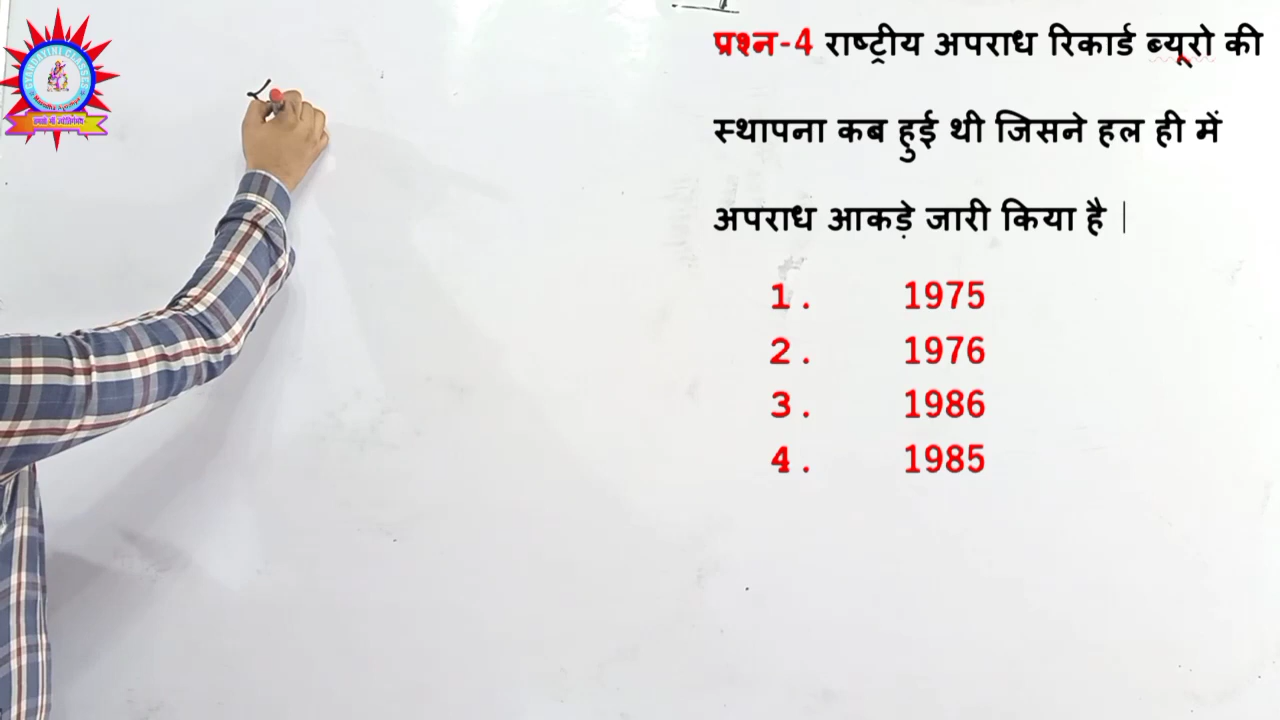 प्रश्न-4 राष्ट्रीय अपराध रिकार्ड ब्यूरो की
स्थापना कब हुई थी जिसने हल ही में
अपराध आकड़े जारी किया है |
1. 1975
2. 1976
3. 1986
4. 1985